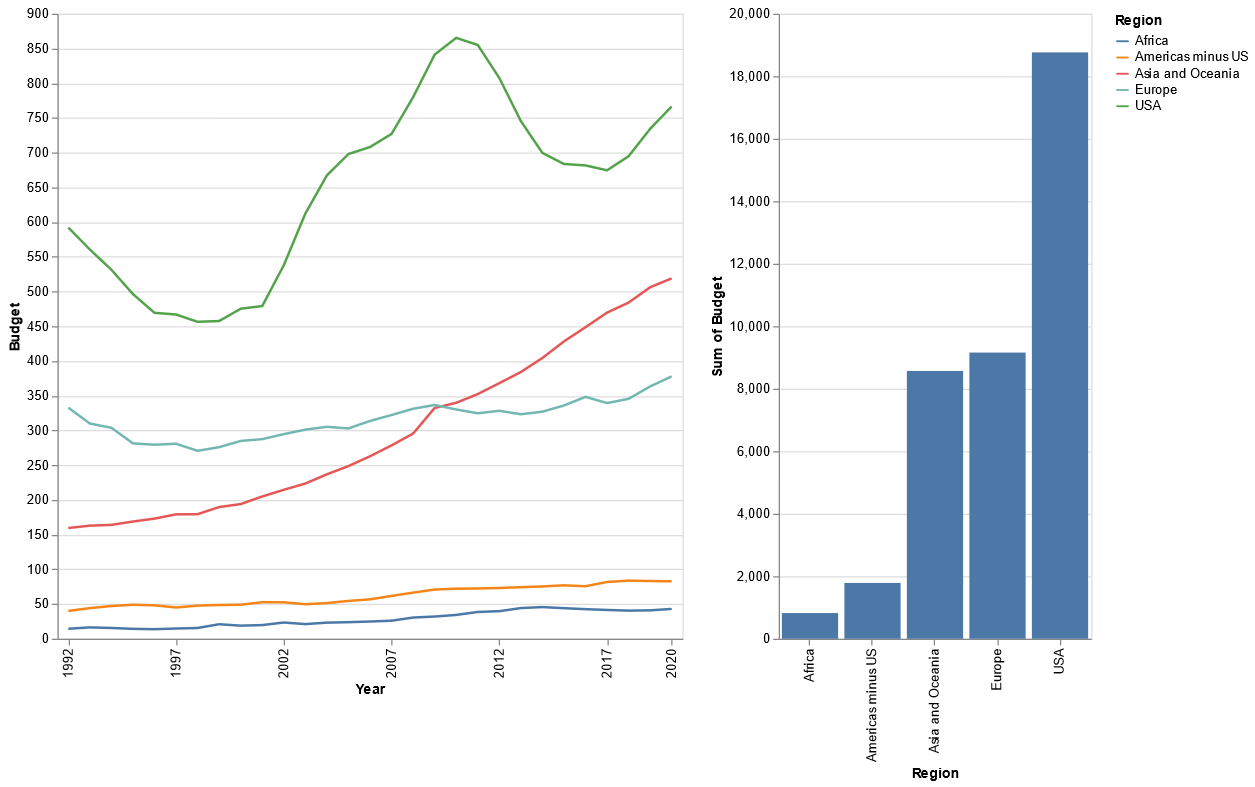 900
850
800
750
700
650
600
550
500
450
400
350
300
250
200
150
100
50
0
Budget
1992
1997
2002
2007
2012
2017
2020
Year
20,000
18,000
16,000
14,000
12,000
10,000
8,000
6,000
4,000
2,000
0
Sum of Budget
Africa
Americas minus US
Asia and Oceania
Europe
USA
Region
Region
Africa
Americas minus US
Asia and Oceania
Europe
USA